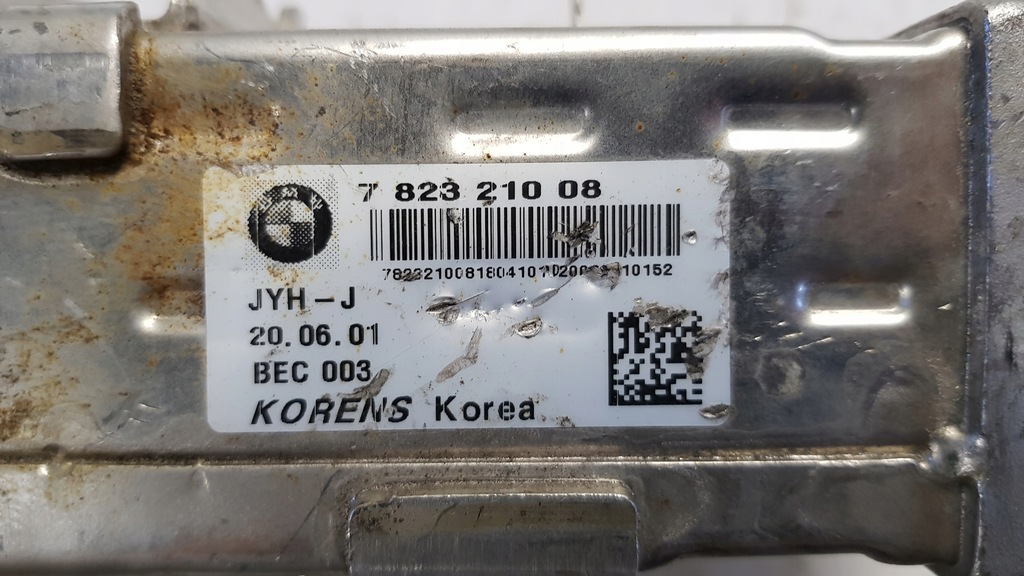 7 823 210 08
JYH-J
20.06.01
BEC 003
KORENS Korea